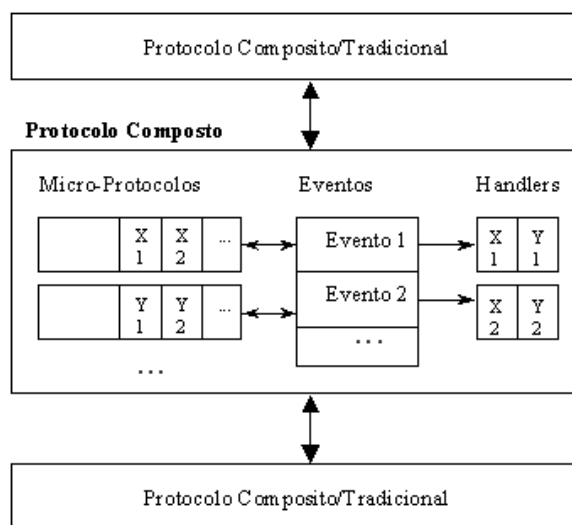 Protocolo Composito/Tradicional
Protocolo Composto
Micro-Protocolos Eventos Handlers
X 1 X 2 ... Evento 1 X 1 Y 1
Y 1 Y 2 ... Evento 2 X 2 Y 2
... ...
Protocolo Composito/Tradicional